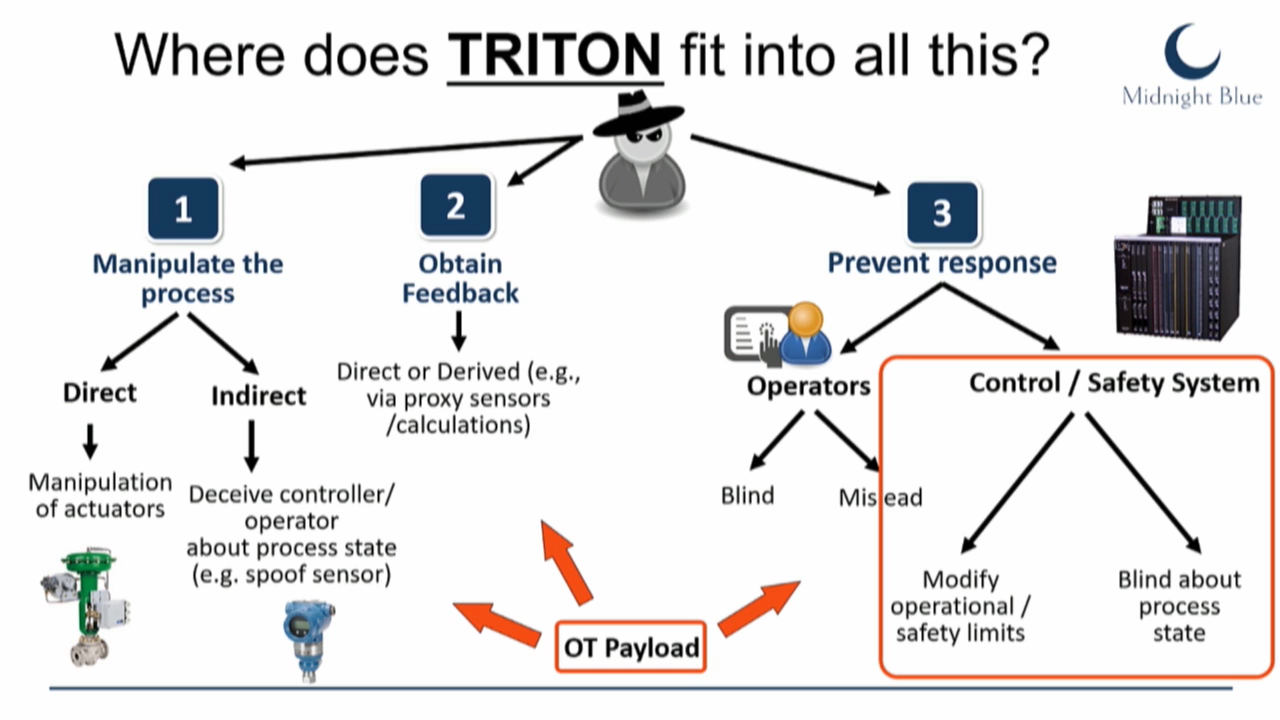 Where does TRITON fit into all this?
Midnight Blue
1
Manipulate the
process
2
Obtain
Feedback
3
Prevent response
Direct
Indirect
Manipulation
of actuators
Deceive controller/
operator
about process state
(e.g. spoof sensor)
Direct or Derived (e.g.,
via proxy sensors
/calculations)
Operators
Blind
Mislead
Control / Safety System
Modify
operational /
safety limits
Blind about
process
state
OT Payload